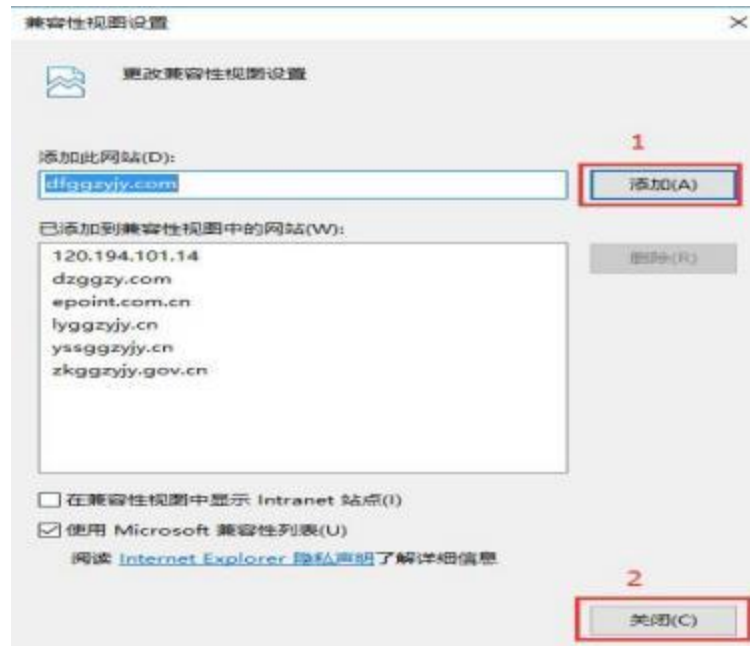 兼容性视图设置
更改兼容性视图设置
1
添加此网站(D):
dfggzyjy.com
添加(A)
已添加到兼容性视图中的网站(W):
120.194.101.14
dzggzy.com
epoint.com.cn
lyggzyjy.cn
yssggzyjy.cn
zkggzyjy.gov.cn
删除(R)
在兼容性视图中显示 Intranet 站点(I)
使用 Microsoft 兼容性列表(U)
阅读 Internet Explorer 隐私声明了解详细信息
2
关闭(C)